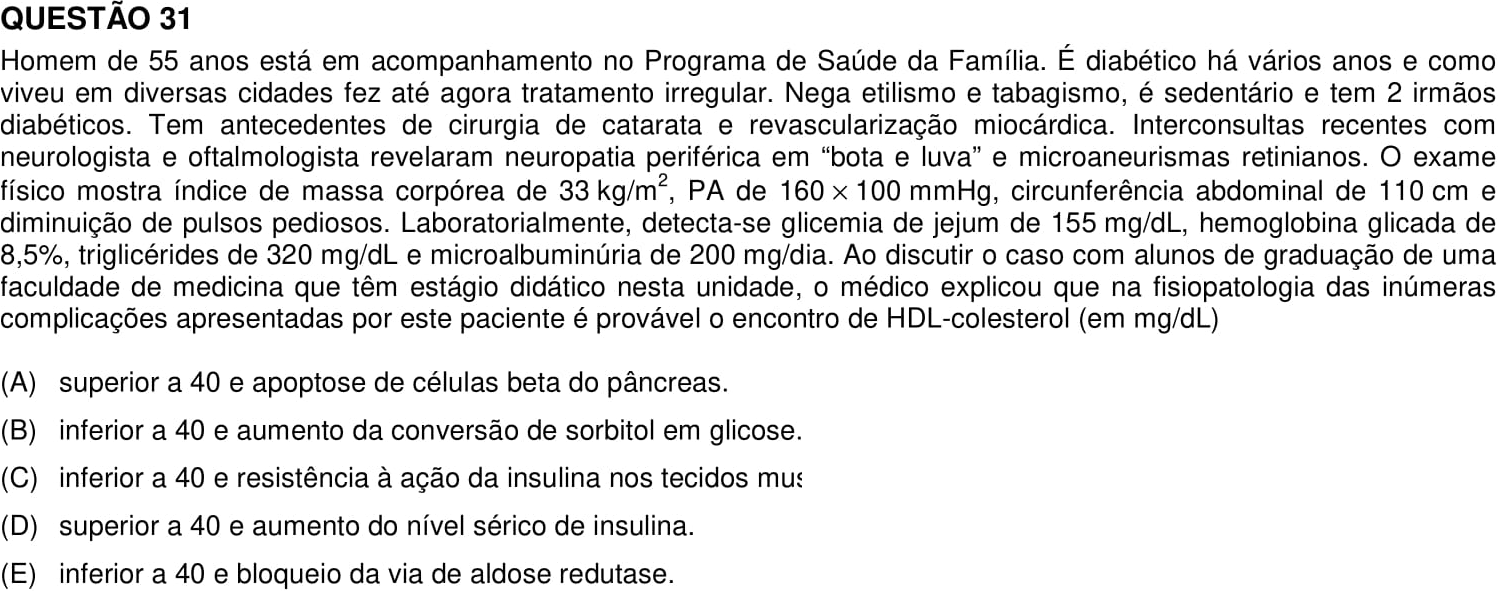 QUESTÃO 31
Homem de 55 anos está em acompanhamento no Programa de Saúde da Família. É diabético há vários anos e como
viveu em diversas cidades fez até agora tratamento irregular. Nega etilismo e tabagismo, é sedentário e tem 2 irmãos
diabéticos. Tem antecedentes de cirurgia de catarata e revascularização miocárdica. Interconsultas recentes com
neurologista e oftalmologista revelaram neuropatia periférica em “bota e luva” e microaneurismas retinianos. O exame
físico mostra índice de massa corpórea de 33 kg/m², PA de 160 × 100 mmHg, circunferência abdominal de 110 cm e
diminuição de pulsos pediosos. Laboratorialmente, detecta-se glicemia de jejum de 155 mg/dL, hemoglobina glicada de
8,5%, triglicérides de 320 mg/dL e microalbuminúria de 200 mg/dia. Ao discutir o caso com alunos de graduação de uma
faculdade de medicina que têm estágio didático nesta unidade, o médico explicou que na fisiopatologia das inúmeras
complicações apresentadas por este paciente é provável o encontro de HDL-colesterol (em mg/dL)
(A) superior a 40 e apoptose de células beta do pâncreas.
(B) inferior a 40 e aumento da conversão de sorbitol em glicose.
(C) inferior a 40 e resistência à ação da insulina nos tecidos
(D) superior a 40 e aumento do nível sérico de insulina.
(E) inferior a 40 e bloqueio da via de aldose redutase.